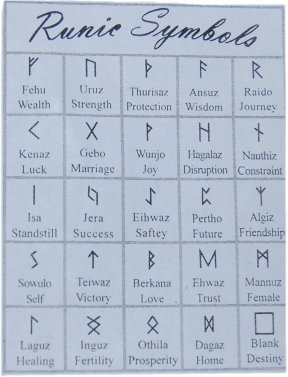 Runic Symbols
ᚠ ᚢ ᚦ ᚨ ᚱ
Fehu Uruz Thurisaz Ansuz Raido
Wealth Strength Protection Wisdom Journey
ᚲ ᚷ ᚹ ᚺ ᚾ
Kenaz Gebo Wunjo Hagalaz Nauthiz
Luck Marriage Joy Disruption Constraint
ᛁ ᛃ ᛇ ᛈ ᛉ
Isa Jera Eihwaz Pertho Algiz
Standstill Success Saftey Future Friendship
ᛊ ᛏ ᛒ ᛖ ᛗ
Sowulo Teiwaz Berkana Ehwaz Mannuz
Self Victory Love Trust Female
ᛚ ᛝ ᛟ ᛞ
Laguz Inguz Othila Dagaz Blank
Healing Fertility Prosperity Home Destiny